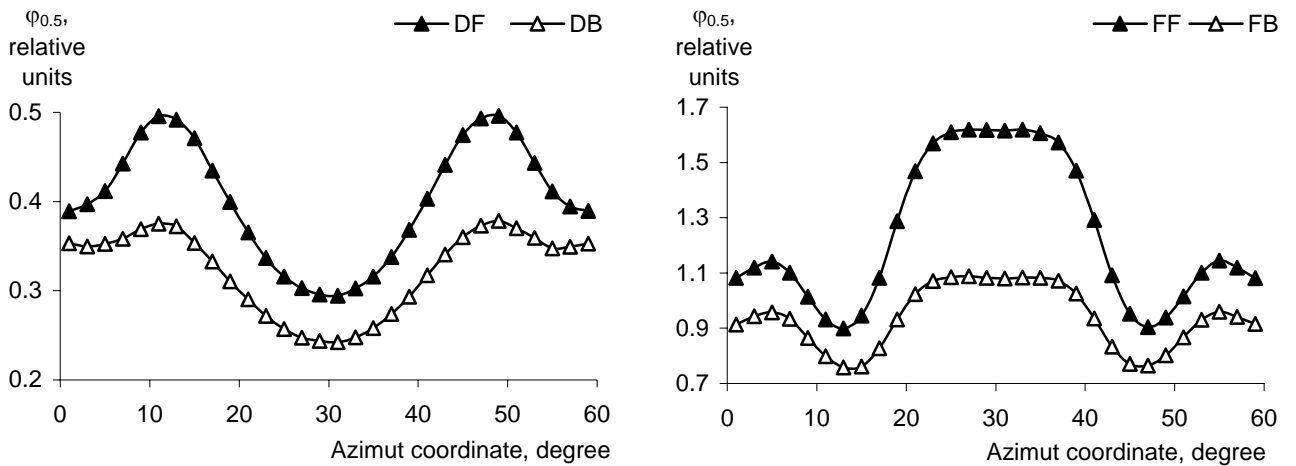 φ0.5,
relative
units
DF DB
0.5
0.4
0.3
0.2
0 10 20 30 40 50 60
Azimut coordinate, degree
φ0.5,
relative
units
FF FB
1.7
1.5
1.3
1.1
0.9
0.7
0 10 20 30 40 50 60
Azimut coordinate, degree